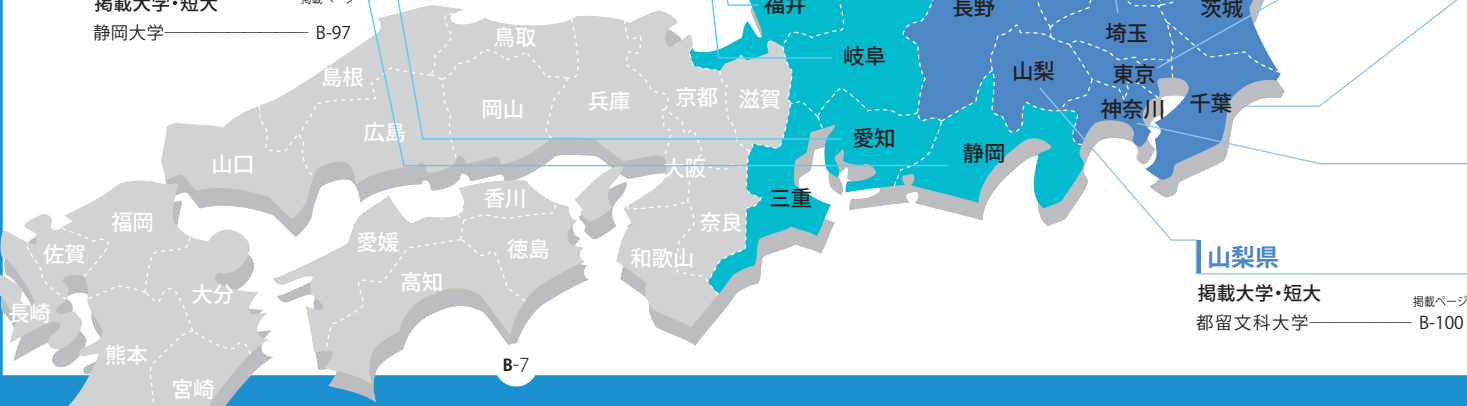 掲載大学・短大
掲載ページ
静岡大学 B-97
鳥取
島根
岡山
兵庫
京都
滋賀
広島
山口
大阪
奈良
和歌山
香川
愛媛
徳島
高知
福岡
佐賀
長崎
大分
熊本
宮崎
福井
岐阜
愛知
三重
静岡
長野
山梨
埼玉
東京
神奈川
千葉
茨城
山梨県
掲載大学・短大
掲載ページ
都留文科大学 B-100
B-7